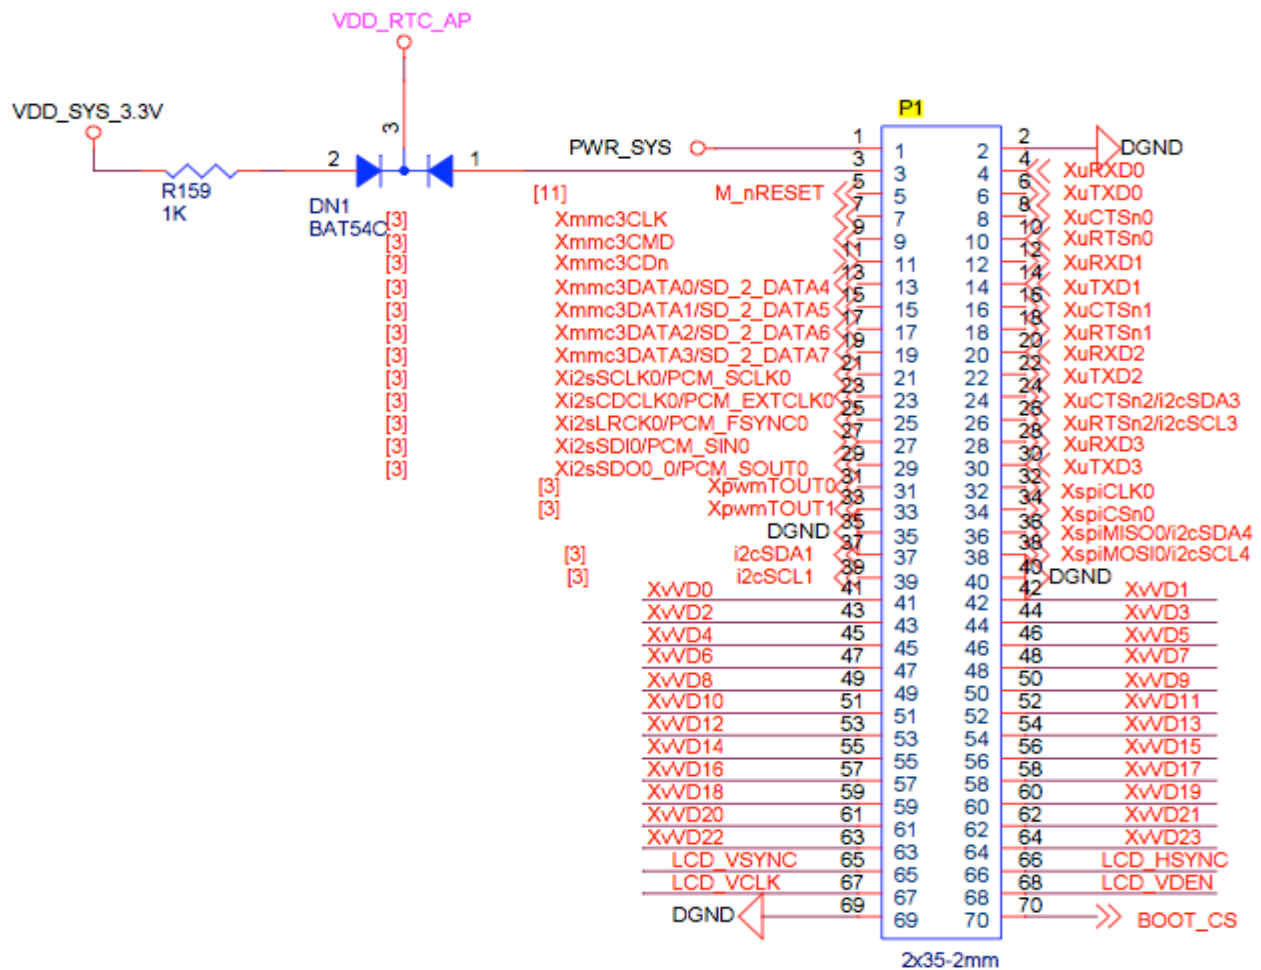 VDD_RTC_AP
VDD_SYS_3.3V
R159
1K
2
3
1
DN1
BAT54C
P1
PWR_SYS 1 1 2 2 DGND
3 3 4 4 XuRXD0
[11] M_nRESET 5 5 6 6 XuTXD0
[3] Xmmc3CLK 7 7 8 8 XuCTSn0
[3] Xmmc3CMD 9 9 10 10 XuRTSn0
[3] Xmmc3CDn 11 11 12 12 XuRXD1
[3] Xmmc3DATA0/SD_2_DATA4 13 13 14 14 XuTXD1
[3] Xmmc3DATA1/SD_2_DATA5 15 15 16 16 XuCTSn1
[3] Xmmc3DATA2/SD_2_DATA6 17 17 18 18 XuRTSn1
[3] Xmmc3DATA3/SD_2_DATA7 19 19 20 20 XuRXD2
[3] Xi2sSCLK0/PCM_SCLK0 21 21 22 22 XuTXD2
[3] Xi2sCDCLK0/PCM_EXTCLK0 23 23 24 24 XuCTSn2/i2cSDA3
[3] Xi2sLRCK0/PCM_FSYNC0 25 25 26 26 XuRTSn2/i2cSCL3
[3] Xi2sSDI0/PCM_SIN0 27 27 28 28 XuRXD3
[3] Xi2sSDO0_0/PCM_SOUT0 29 29 30 30 XuTXD3
[3] XpwmTOUT0 31 31 32 32 XspiCLK0
[3] XpwmTOUT1 33 33 34 34 XspiCSn0
DGND 35 35 36 36 XspiMISO0/i2cSDA4
[3] i2cSDA1 37 37 38 38 XspiMOSI0/i2cSCL4
[3] i2cSCL1 39 39 40 40 DGND
XvVD0 41 41 42 42 XvVD1
XvVD2 43 43 44 44 XvVD3
XvVD4 45 45 46 46 XvVD5
XvVD6 47 47 48 48 XvVD7
XvVD8 49 49 50 50 XvVD9
XvVD10 51 51 52 52 XvVD11
XvVD12 53 53 54 54 XvVD13
XvVD14 55 55 56 56 XvVD15
XvVD16 57 57 58 58 XvVD17
XvVD18 59 59 60 60 XvVD19
XvVD20 61 61 62 62 XvVD21
XvVD22 63 63 64 64 XvVD23
LCD_VSYNC 65 65 66 66 LCD_HSYNC
LCD_VCLK 67 67 68 68 LCD_VDEN
DGND 69 69 70 70 BOOT_CS
2x35-2mm